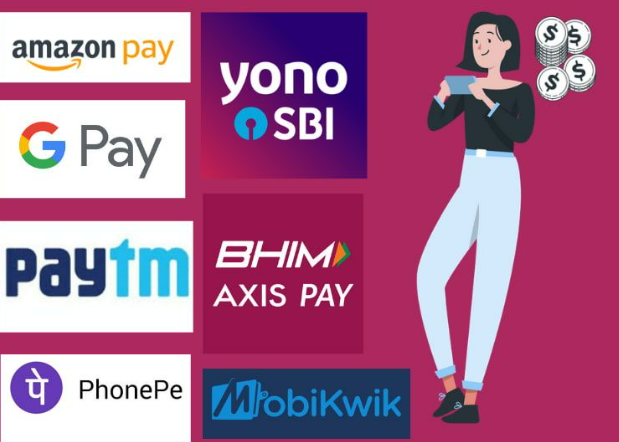 amazon pay
G Pay
paytm
पे PhonePe
yono
SBI
BHIM
AXIS PAY
MobiKwik
$ $
$ $